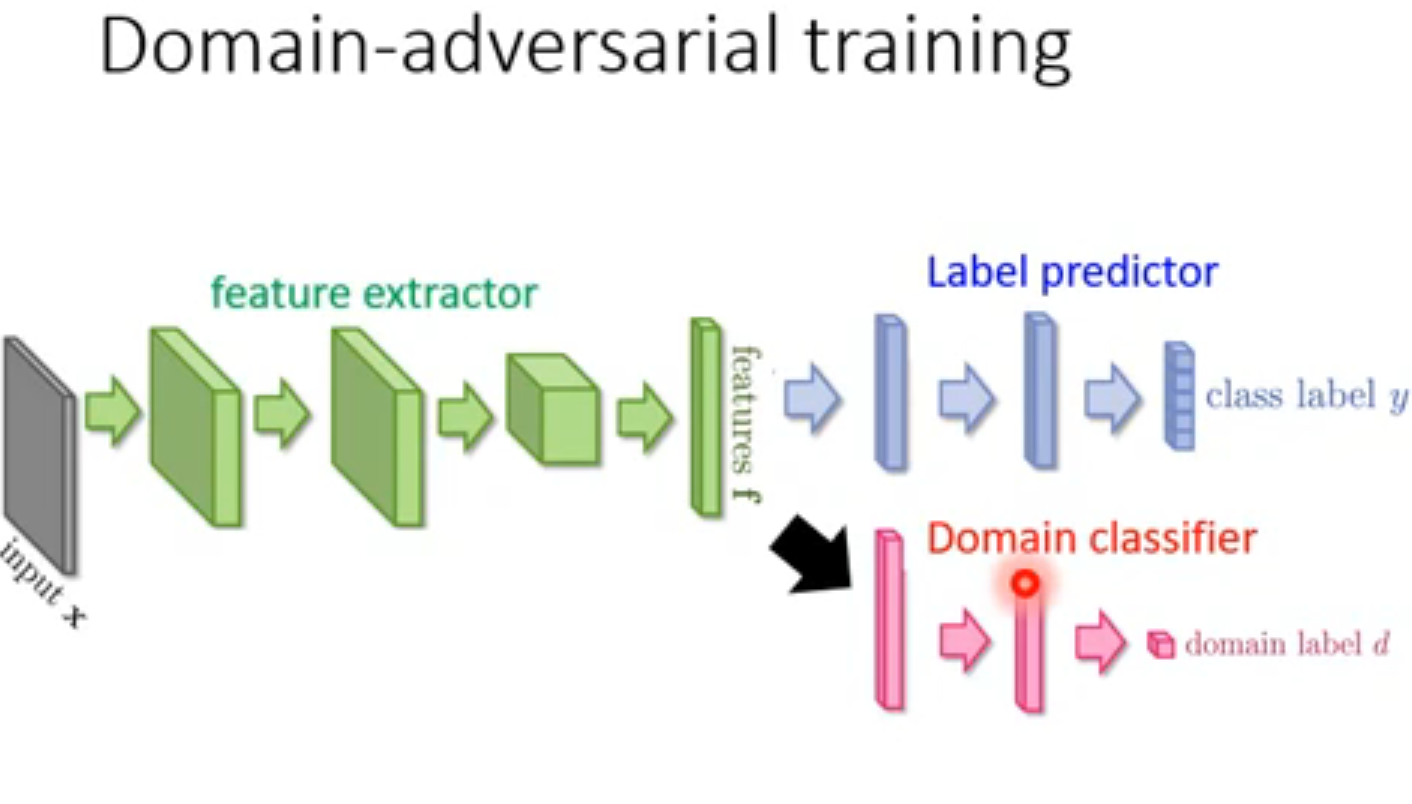 Domain-adversarial training
feature extractor
Label predictor
input x
features f
class label y
Domain classifier
domain label d